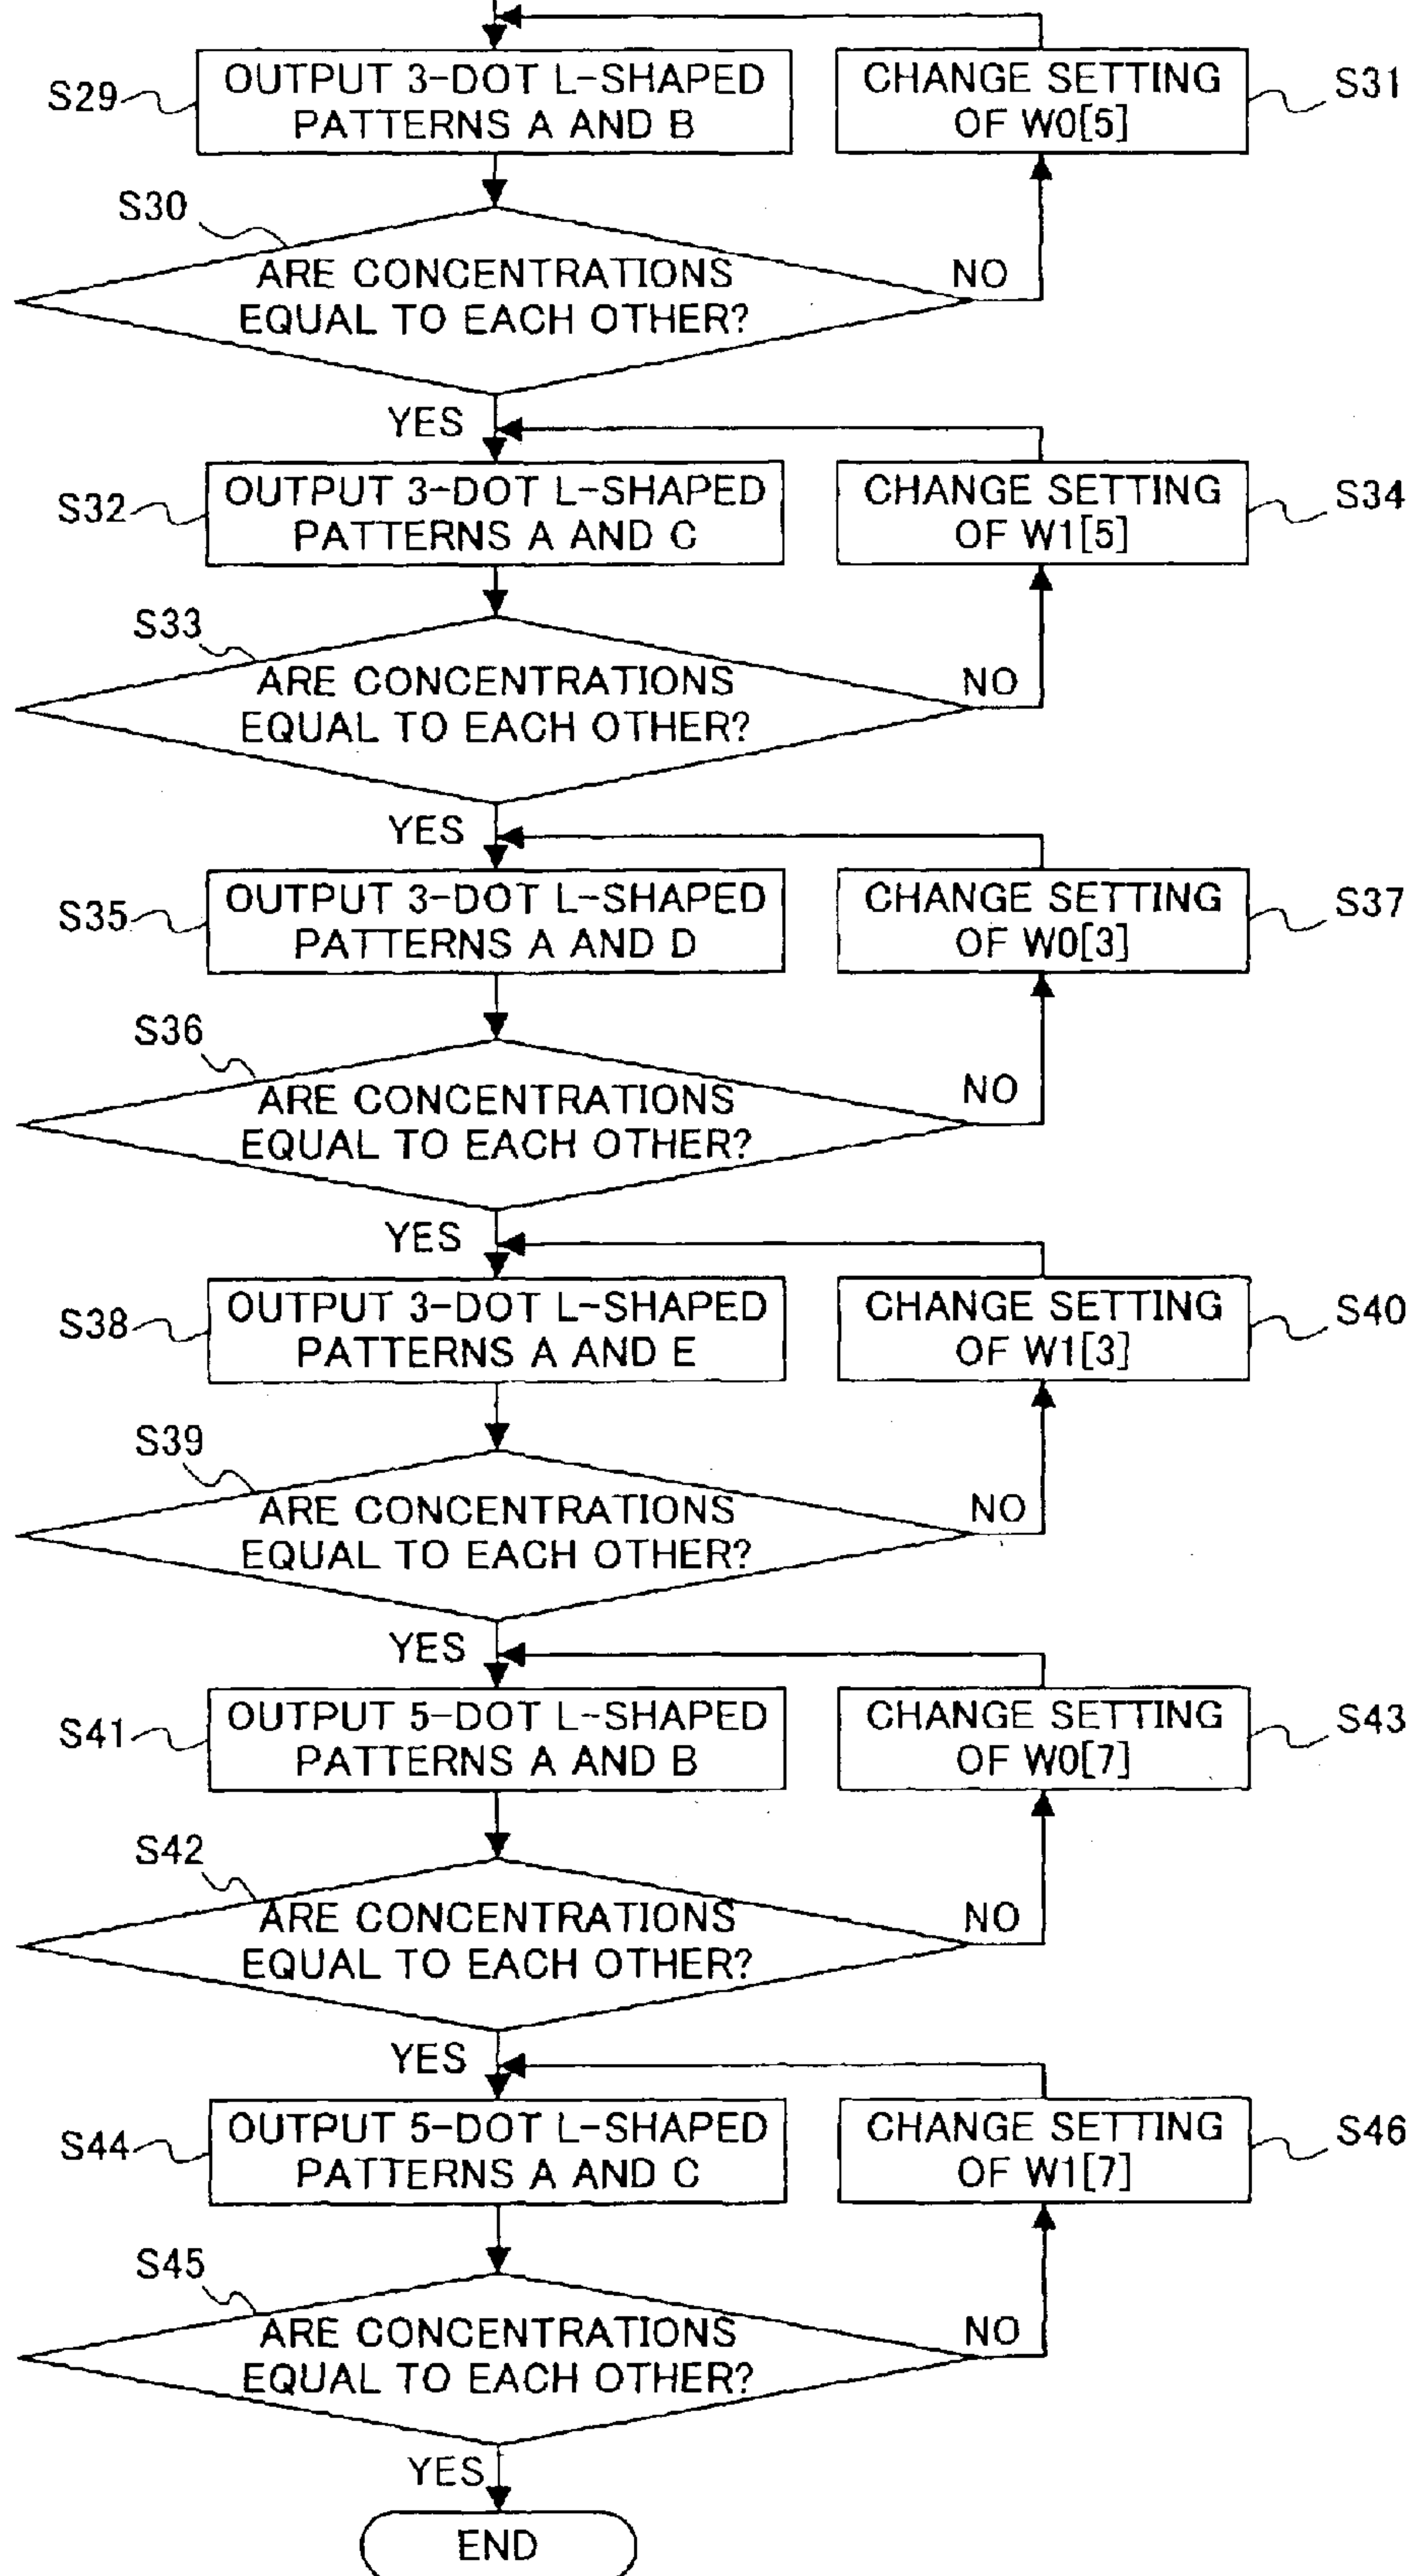 S29
OUTPUT 3-DOT L-SHAPED
PATTERNS A AND B
CHANGE SETTING
OF W0[5]
S31
S30
ARE CONCENTRATIONS
EQUAL TO EACH OTHER?
NO
YES
S32
OUTPUT 3-DOT L-SHAPED
PATTERNS A AND C
CHANGE SETTING
OF W1[5]
S34
S33
ARE CONCENTRATIONS
EQUAL TO EACH OTHER?
NO
YES
S35
OUTPUT 3-DOT L-SHAPED
PATTERNS A AND D
CHANGE SETTING
OF W0[3]
S37
S36
ARE CONCENTRATIONS
EQUAL TO EACH OTHER?
NO
YES
S38
OUTPUT 3-DOT L-SHAPED
PATTERNS A AND E
CHANGE SETTING
OF W1[3]
S40
S39
ARE CONCENTRATIONS
EQUAL TO EACH OTHER?
NO
YES
S41
OUTPUT 5-DOT L-SHAPED
PATTERNS A AND B
CHANGE SETTING
OF W0[7]
S43
S42
ARE CONCENTRATIONS
EQUAL TO EACH OTHER?
NO
YES
S44
OUTPUT 5-DOT L-SHAPED
PATTERNS A AND C
CHANGE SETTING
OF W1[7]
S46
S45
ARE CONCENTRATIONS
EQUAL TO EACH OTHER?
NO
YES
END